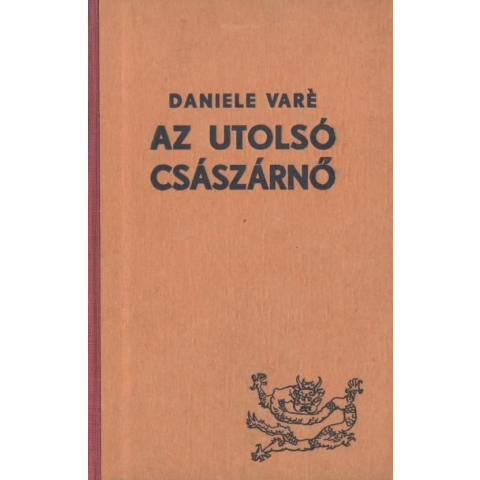 DANIELE VARÈ
AZ UTOLSÓ
CSÁSZÁRNŐ